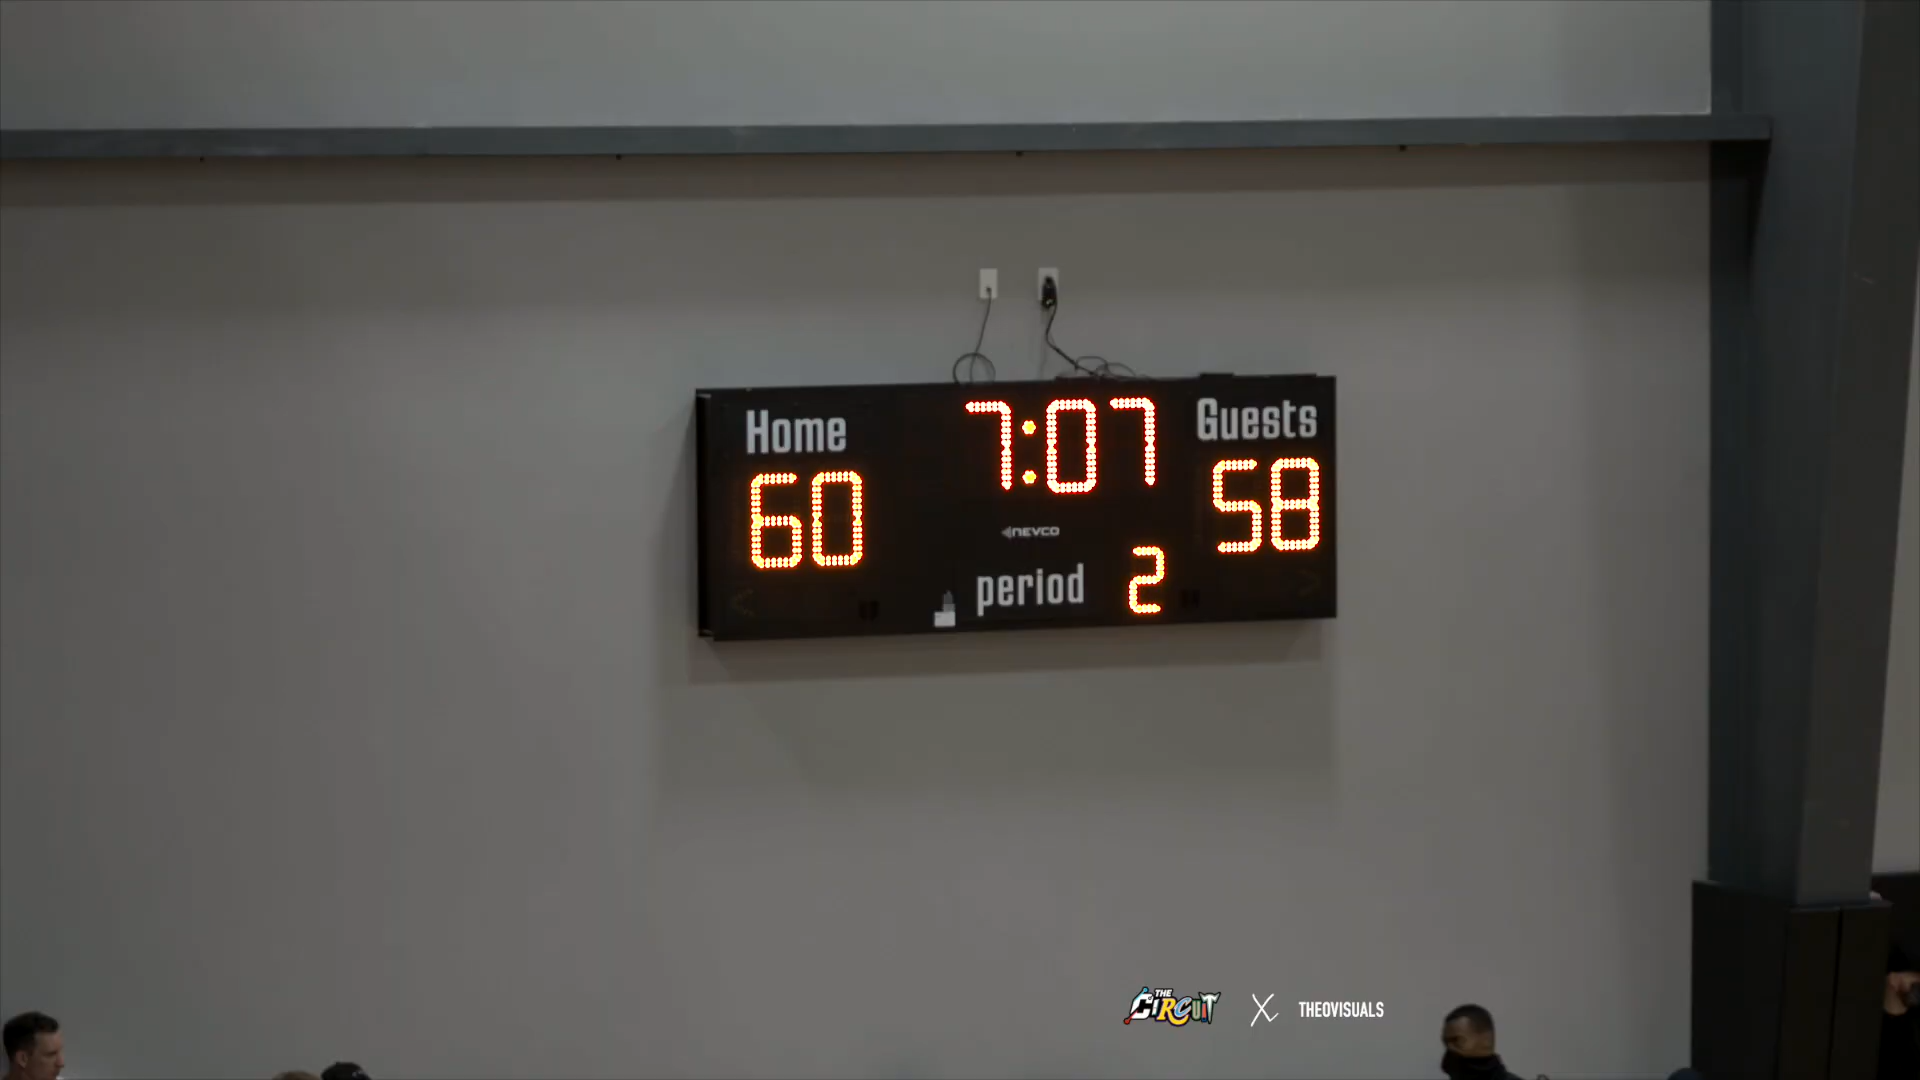 Home 7:07 Guests
60 58
NEVCO
period 2
THE CIRCUIT X THEOVISUALS